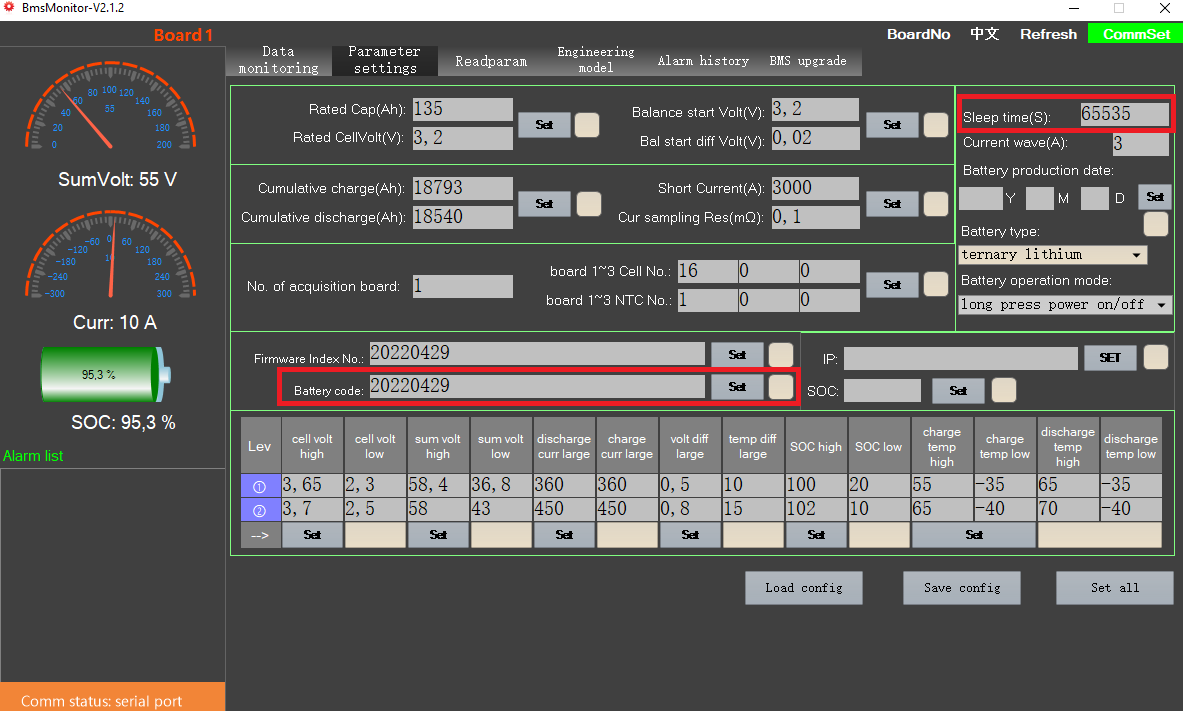 BmsMonitor-V2.1.2
Board 1
BoardNo 中文 Refresh CommSet
Data monitoring
Parameter settings
Readparam
Engineering model
Alarm history
BMS upgrade
0 20 40 60 80 100 120 140 160 180 200
55
SumVolt: 55 V
-300 -240 -180 -120 -60 0 60 120 180 240 300
10
Curr: 10 A
95,3 %
SOC: 95,3 %
Alarm list
Comm status: serial port
Rated Cap(Ah): 135
Rated CellVolt(V): 3,2
Set
Balance start Volt(V): 3,2
Bal start diff Volt(V): 0,02
Set
Cumulative charge(Ah): 18793
Cumulative discharge(Ah): 18540
Set
Short Current(A): 3000
Cur sampling Res(mΩ): 0,1
Set
No. of acquisition board: 1
board 1~3 Cell No.: 16 0 0
board 1~3 NTC No.: 1 0 0
Set
Sleep time(S): 65535
Current wave(A): 3
Battery production date:
Y M D Set
Battery type:
ternary lithium
Battery operation mode:
long press power on/off
Firmware Index No.: 20220429 Set
Battery code: 20220429 Set
IP: SET
SOC: Set
Lev cell volt high cell volt low sum volt high sum volt low discharge curr large charge curr large volt diff large temp diff large SOC high SOC low charge temp high charge temp low discharge temp high discharge temp low
① 3,65 2,3 58,4 36,8 360 360 0,5 10 100 20 55 -35 65 -35
② 3,7 2,5 58 43 450 450 0,8 15 102 10 65 -40 70 -40
--> Set Set Set Set Set Set
Load config Save config Set all